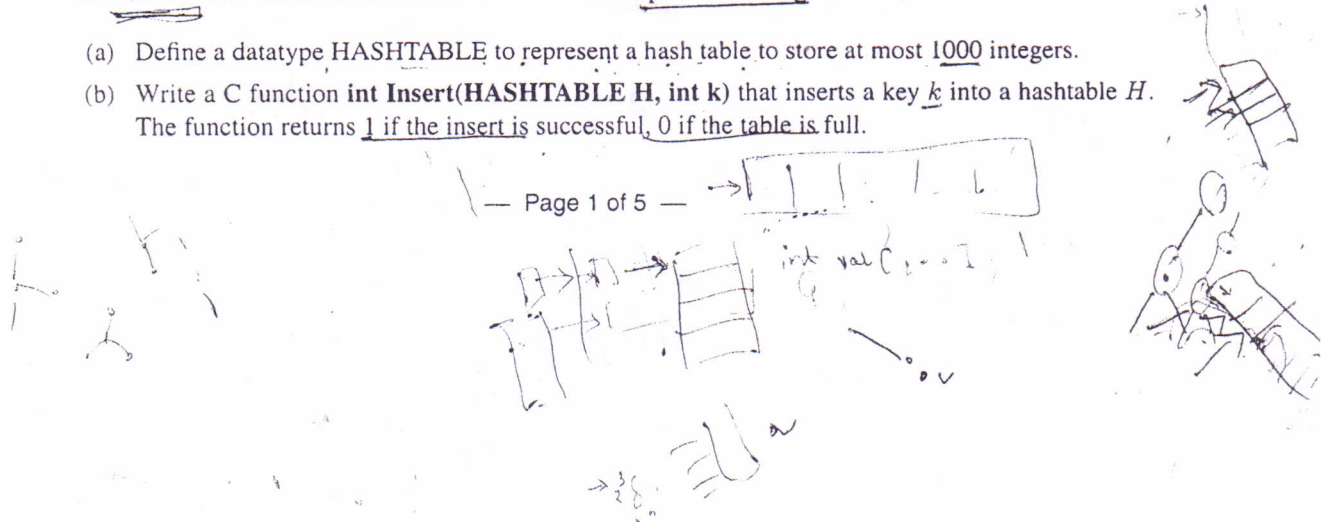 (a) Define a datatype HASHTABLE to represent a hash table to store at most 1000 integers.
(b) Write a C function int Insert(HASHTABLE H, int k) that inserts a key k into a hashtable H.
The function returns 1 if the insert is successful, 0 if the table is full.
— Page 1 of 5 —
int val [
v